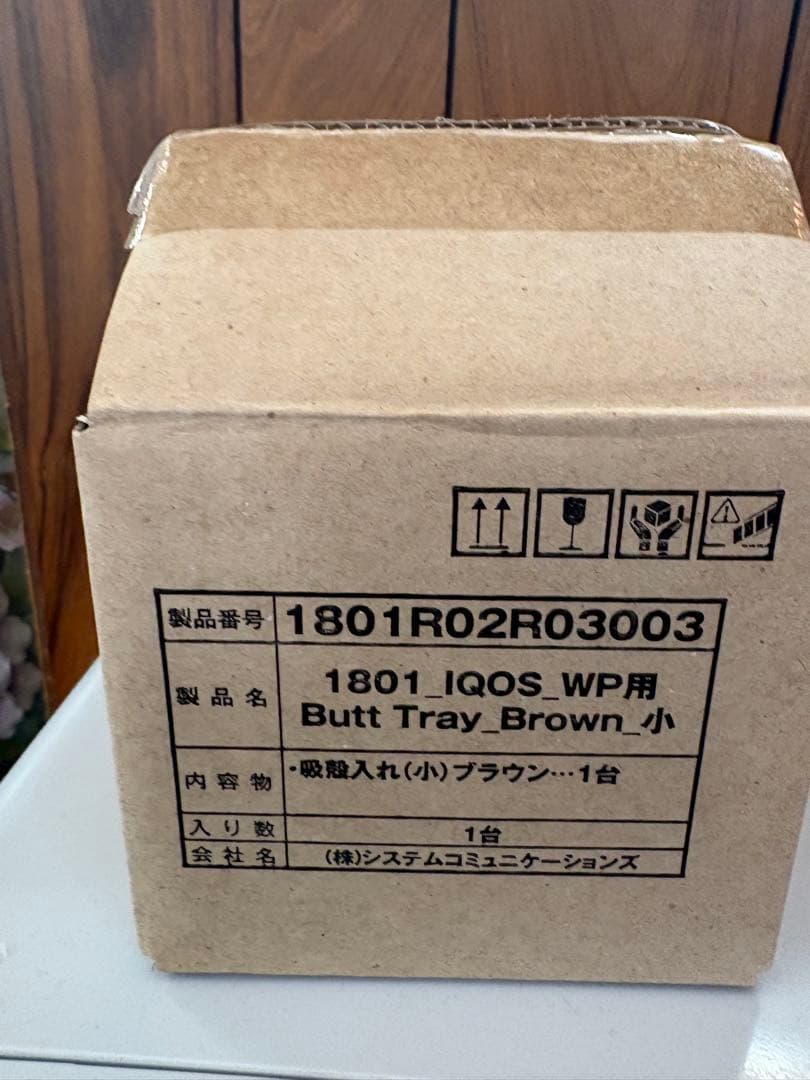 製品番号 1801R02R03003
製品名 1801_IQOS_WP用
Butt Tray_Brown_小
内容物 ・吸殻入れ(小)ブラウン…1台
入り数 1台
会社名 (株)システムコミュニケーションズ